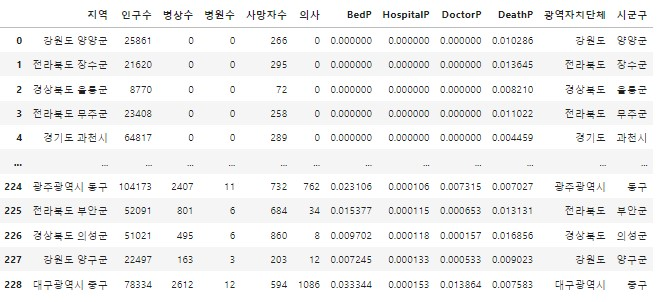 지역 인구수 병상수 병원수 사망자수 의사 BedP HospitalP DoctorP DeathP 광역자치단체 시군구
0 강원도 양양군 25861 0 0 266 0 0.000000 0.000000 0.000000 0.010286 강원도 양양군
1 전라북도 장수군 21620 0 0 295 0 0.000000 0.000000 0.000000 0.013645 전라북도 장수군
2 경상북도 울릉군 8770 0 0 72 0 0.000000 0.000000 0.000000 0.008210 경상북도 울릉군
3 전라북도 무주군 23408 0 0 258 0 0.000000 0.000000 0.000000 0.011022 전라북도 무주군
4 경기도 과천시 64817 0 0 289 0 0.000000 0.000000 0.000000 0.004459 경기도 과천시
... ... ... ... ... ... ... ... ... ... ... ... ...
224 광주광역시 동구 104173 2407 11 732 762 0.023106 0.000106 0.007315 0.007027 광주광역시 동구
225 전라북도 부안군 52091 801 6 684 34 0.015377 0.000115 0.000653 0.013131 전라북도 부안군
226 경상북도 의성군 51021 495 6 860 8 0.009702 0.000118 0.000157 0.016856 경상북도 의성군
227 강원도 양구군 22497 163 3 203 12 0.007245 0.000133 0.000533 0.009023 강원도 양구군
228 대구광역시 중구 78334 2612 12 594 1086 0.033344 0.000153 0.013864 0.007583 대구광역시 중구